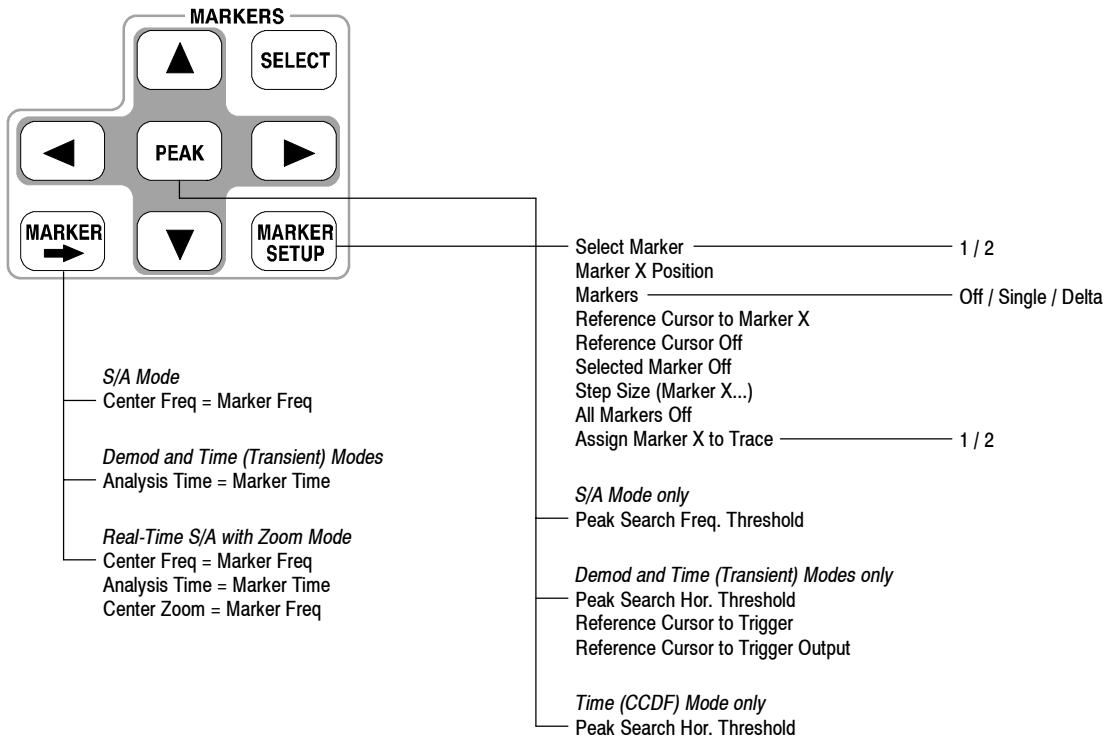 MARKERS
SELECT
PEAK
MARKER
MARKER
SETUP
Select Marker 1 / 2
Marker X Position
Markers Off / Single / Delta
Reference Cursor to Marker X
Reference Cursor Off
Selected Marker Off
Step Size (Marker X...)
All Markers Off
Assign Marker X to Trace 1 / 2
S/A Mode
Center Freq = Marker Freq
Demod and Time (Transient) Modes
Analysis Time = Marker Time
Real-Time S/A with Zoom Mode
Center Freq = Marker Freq
Analysis Time = Marker Time
Center Zoom = Marker Freq
S/A Mode only
Peak Search Freq. Threshold
Demod and Time (Transient) Modes only
Peak Search Hor. Threshold
Reference Cursor to Trigger
Reference Cursor to Trigger Output
Time (CCDF) Mode only
Peak Search Hor. Threshold